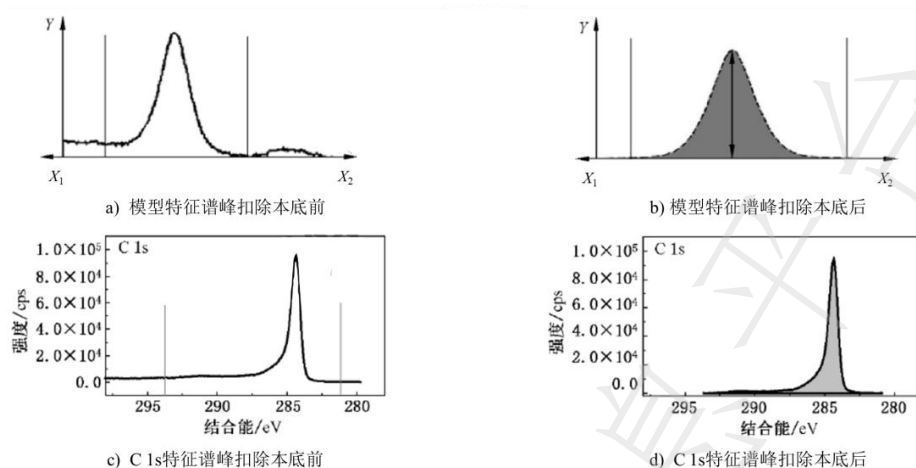 Y
X₁
X₂
a) 模型特征谱峰扣除本底前
Y
X₁
X₂
b) 模型特征谱峰扣除本底后
C 1s
1.0×10⁵
8.0×10⁴
6.0×10⁴
4.0×10⁴
2.0×10⁴
0.0
强度/cps
295 290 285 280
结合能/eV
c) C 1s特征谱峰扣除本底前
C 1s
1.0×10⁵
8.0×10⁴
6.0×10⁴
4.0×10⁴
2.0×10⁴
0.0
强度/cps
295 290 285 280
结合能/eV
d) C 1s特征谱峰扣除本底后